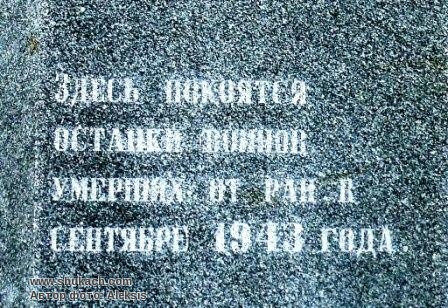 Здесь покоятся
останки воинов
умерших от ран в
сентябре 1943 года.
www.shukach.com
Автор фото: Aleksis